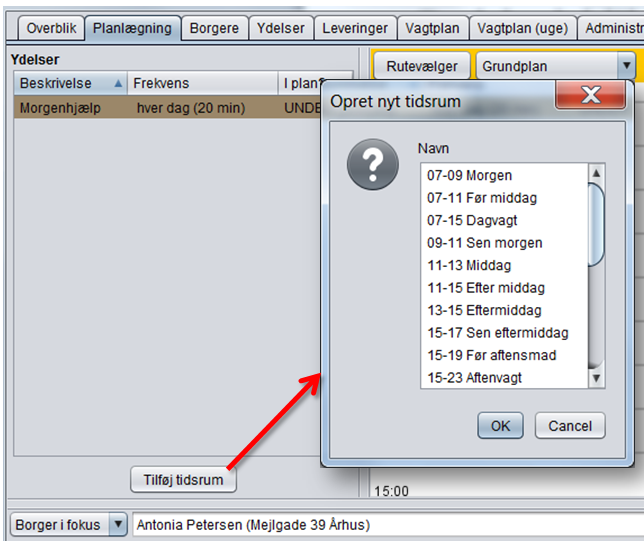 Overblik Planlægning Borgere Ydelser Leveringer Vagtplan Vagtplan (uge) Administr
Ydelser
Rutevælger Grundplan
Beskrivelse Frekvens I plan?
Morgenhjælp hver dag (20 min) UNDE
Opret nyt tidsrum
Navn
07-09 Morgen
07-11 Før middag
07-15 Dagvagt
09-11 Sen morgen
11-13 Middag
11-15 Efter middag
13-15 Eftermiddag
15-17 Sen eftermiddag
15-19 Før aftensmad
15-23 Aftenvagt
OK Cancel
Tilføj tidsrum
15:00
Borger i fokus Antonia Petersen (Mejlgade 39 Århus)